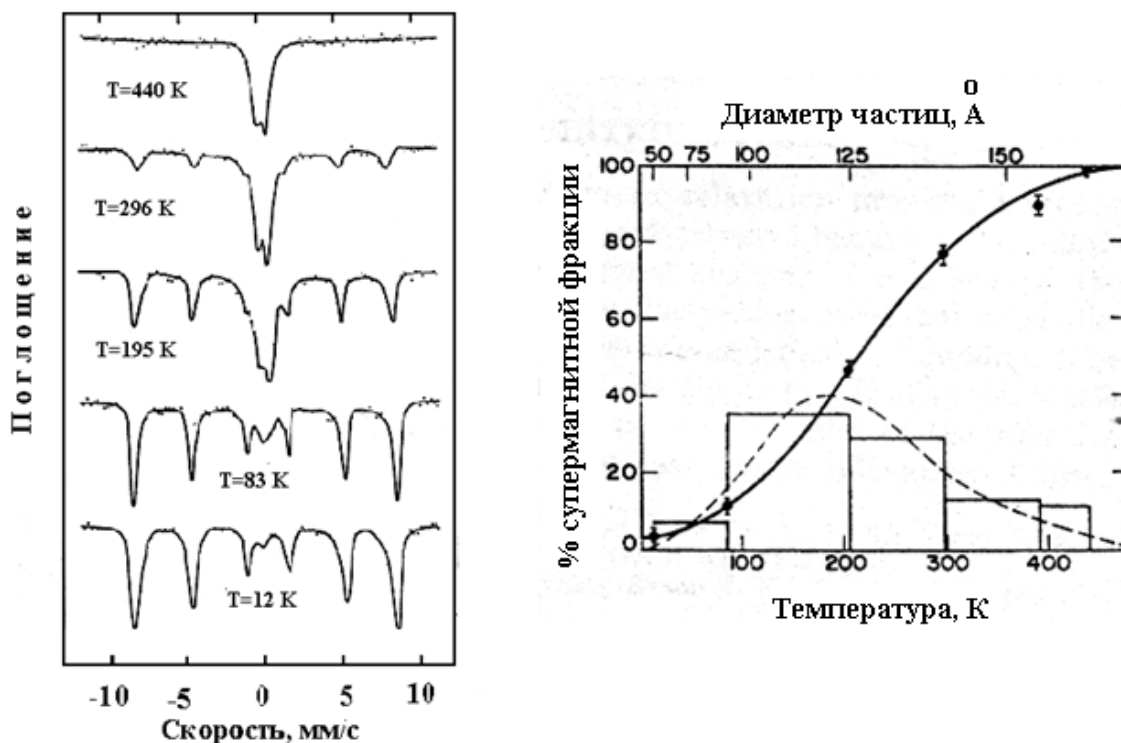 Поглощение
T=440 K
T=296 K
T=195 K
T=83 K
T=12 K
-10 -5 0 5 10
Скорость, мм/с
Диаметр частиц, Å
50 75 100 125 150
% супермагнитной фракции
100
80
60
40
20
0
100 200 300 400
Температура, К